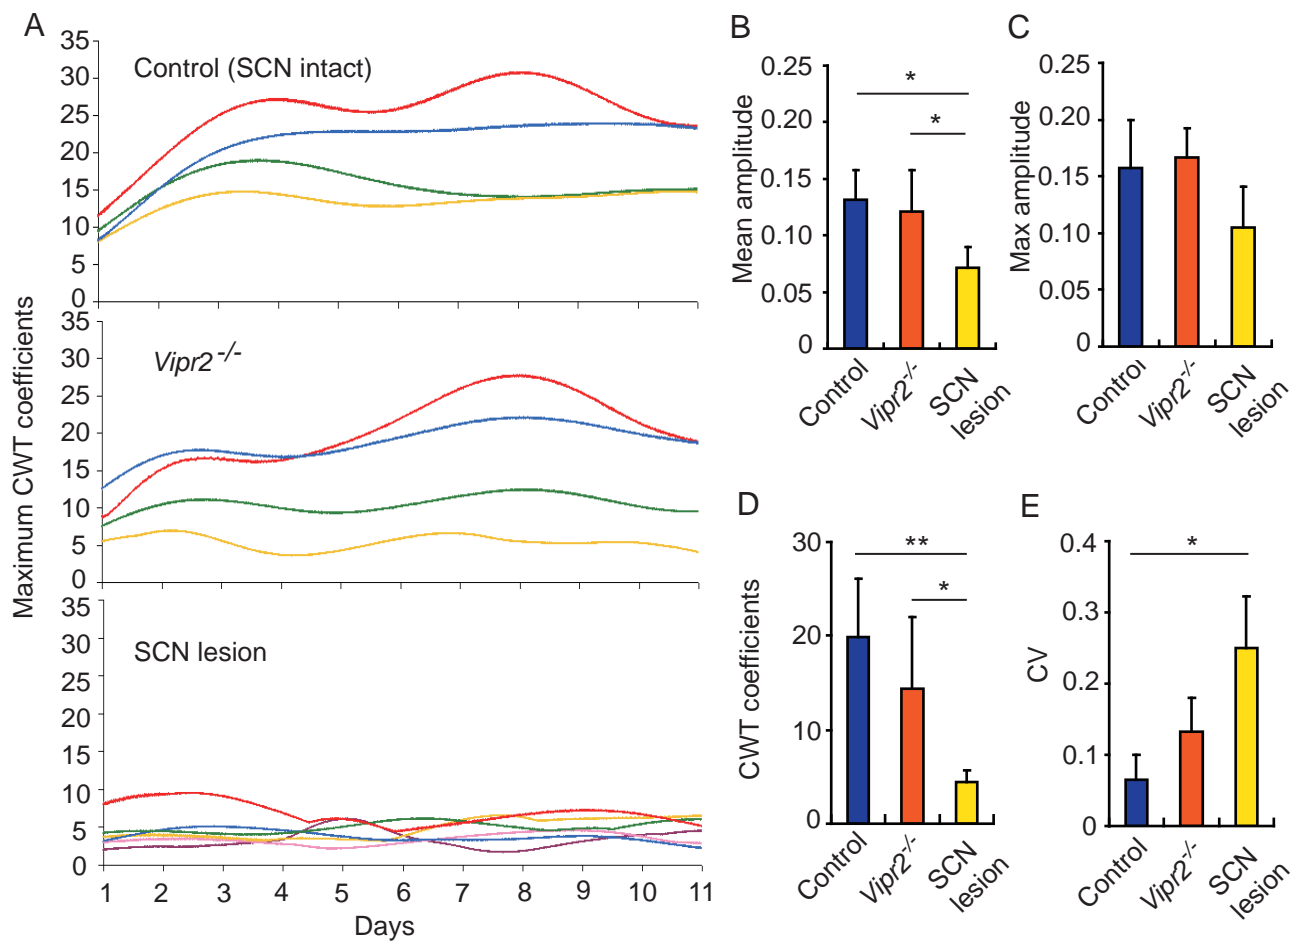 A
Maximum CWT coefficients
35
30
25
20
15
10
5
0
Control (SCN intact)
35
30
25
20
15
10
5
0
Vipr2-/-
35
30
25
20
15
10
5
0
SCN lesion
1 2 3 4 5 6 7 8 9 10 11
Days
B
Mean amplitude
0.25
0.20
0.15
0.10
0.05
0
*
*
Control
Vipr2-/-
SCN
lesion
C
Max amplitude
0.25
0.20
0.15
0.10
0.05
0
Control
Vipr2-/-
SCN
lesion
D
CWT coefficients
30
20
10
0
**
*
Control
Vipr2-/-
SCN
lesion
E
CV
0.4
0.3
0.2
0.1
0
*
Control
Vipr2-/-
SCN
lesion